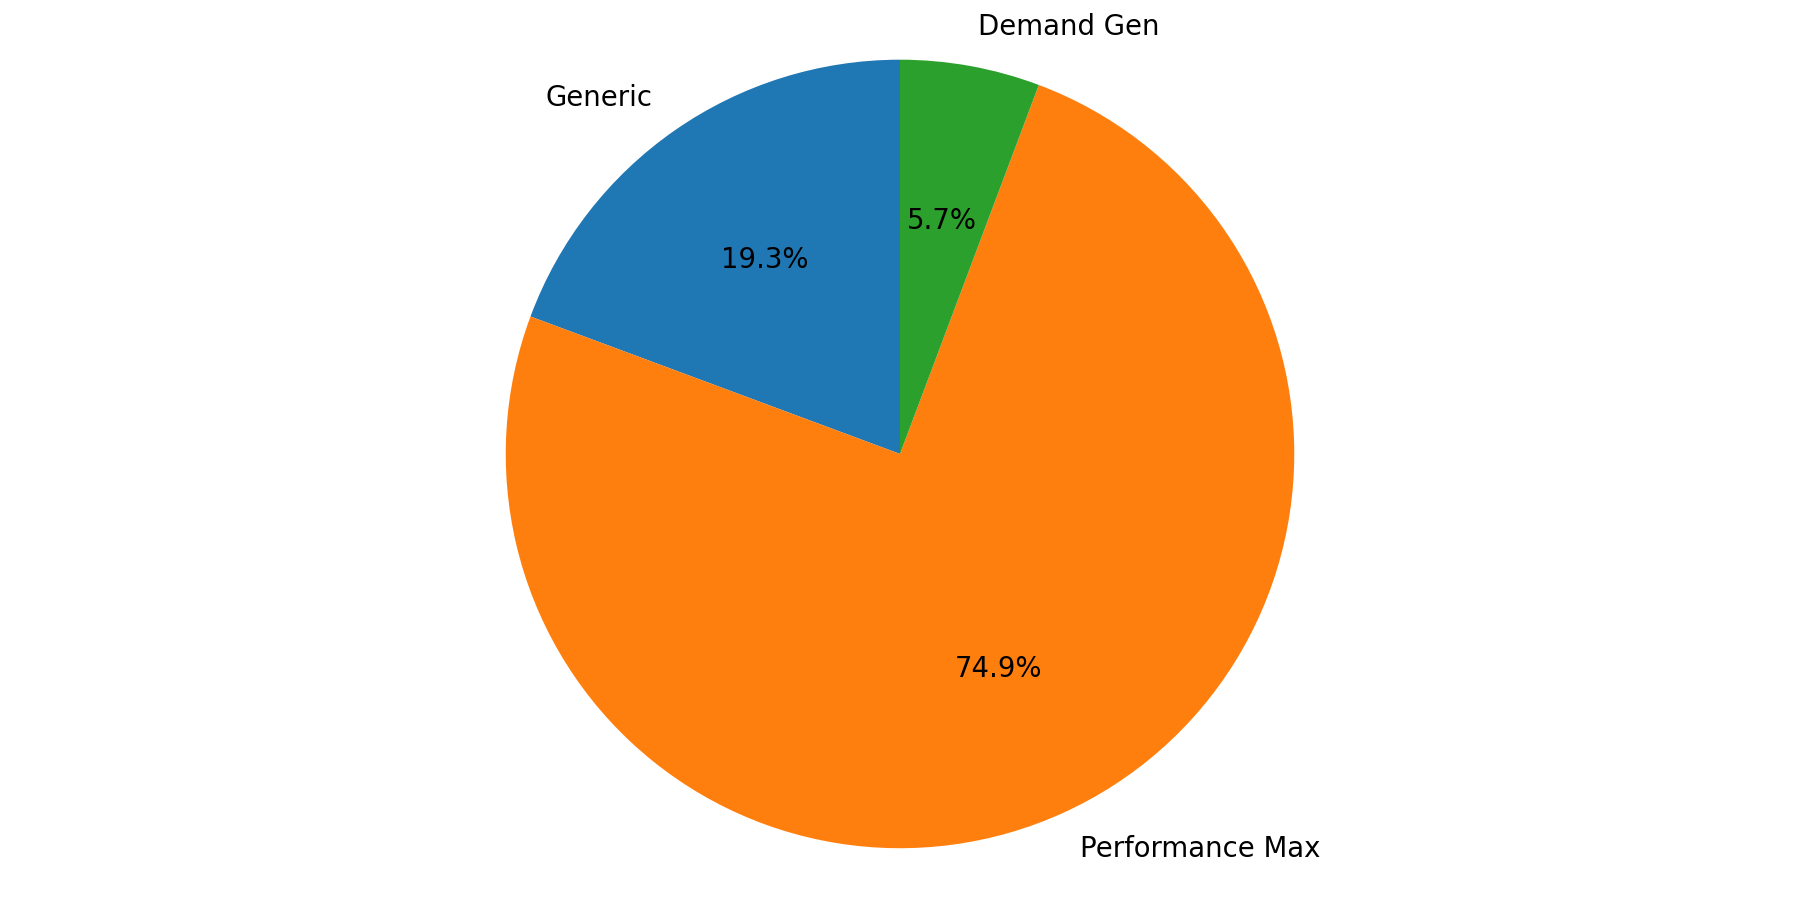 Demand Gen
Generic
5.7%
19.3%
74.9%
Performance Max